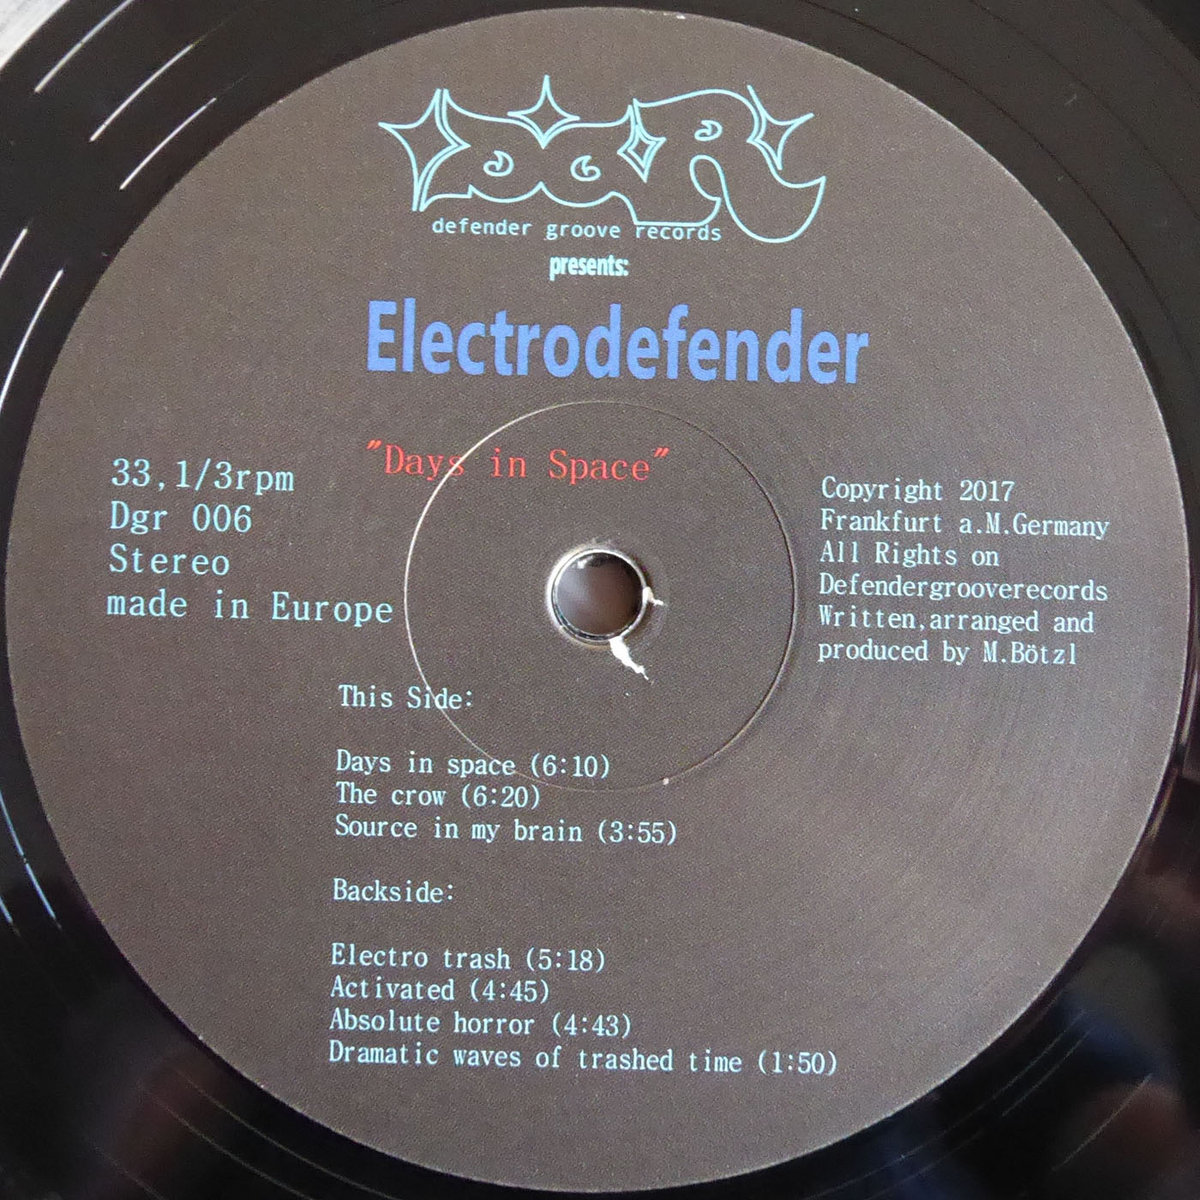 DGR
defender groove records
presents:
Electrodefender
"Days in Space"
33,1/3rpm
Dgr 006
Stereo
made in Europe
Copyright 2017
Frankfurt a.M.Germany
All Rights on
Defendergrooverecords
Written,arranged and
produced by M.Bötzl
This Side:
Days in space (6:10)
The crow (6:20)
Source in my brain (3:55)
Backside:
Electro trash (5:18)
Activated (4:45)
Absolute horror (4:43)
Dramatic waves of trashed time (1:50)